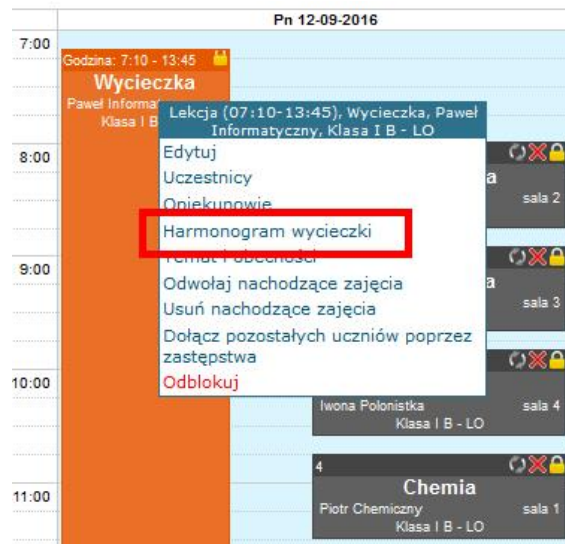 Pn 12-09-2016
7:00
Godzina: 7:10 - 13:45
Wycieczka
Paweł Informa
Klasa I B
Lekcja (07:10-13:45), Wycieczka, Paweł
Informatyczny, Klasa I B - LO
Edytuj
Uczestnicy
Opiekunowie
Harmonogram wycieczki
Temat i obecności
Odwołaj nachodzące zajęcia
Usuń nachodzące zajęcia
Dołącz pozostałych uczniów poprzez
zastępstwa
Odblokuj
8:00
a
sala 2
9:00
a
sala 3
10:00
Iwona Polonistka sala 4
Klasa I B - LO
4
Chemia
11:00
Piotr Chemiczny sala 1
Klasa I B - LO